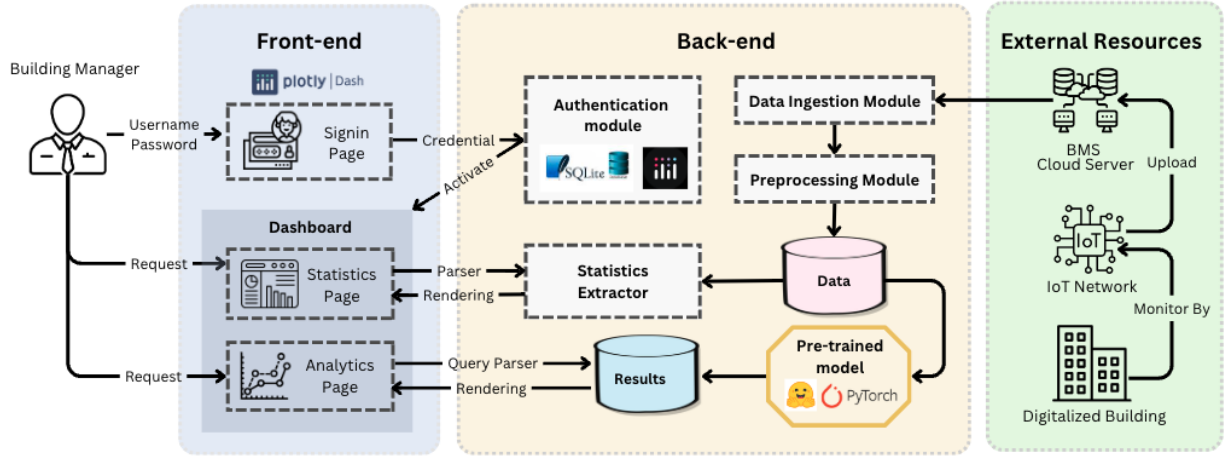 Front-end
Back-end
External Resources
Building Manager
plotly | Dash
Username
Password
Signin
Page
Credential
Authentication
module
SQLite
Activate
Data Ingestion Module
Preprocessing Module
BMS
Cloud Server
Upload
IoT
IoT Network
Monitor By
Digitalized Building
Dashboard
Request
Statistics
Page
Parser
Rendering
Statistics
Extractor
Data
Request
Analytics
Page
Query Parser
Rendering
Results
Pre-trained
model
PyTorch